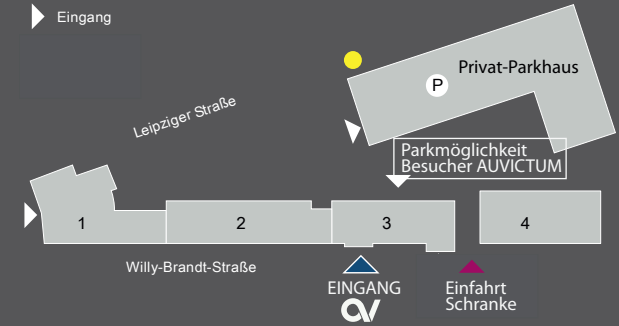 Eingang
Privat-Parkhaus
P
Leipziger Straße
Parkmöglichkeit
Besucher AUVICTUM
1
2
3
4
Willy-Brandt-Straße
EINGANG
Einfahrt
Schranke